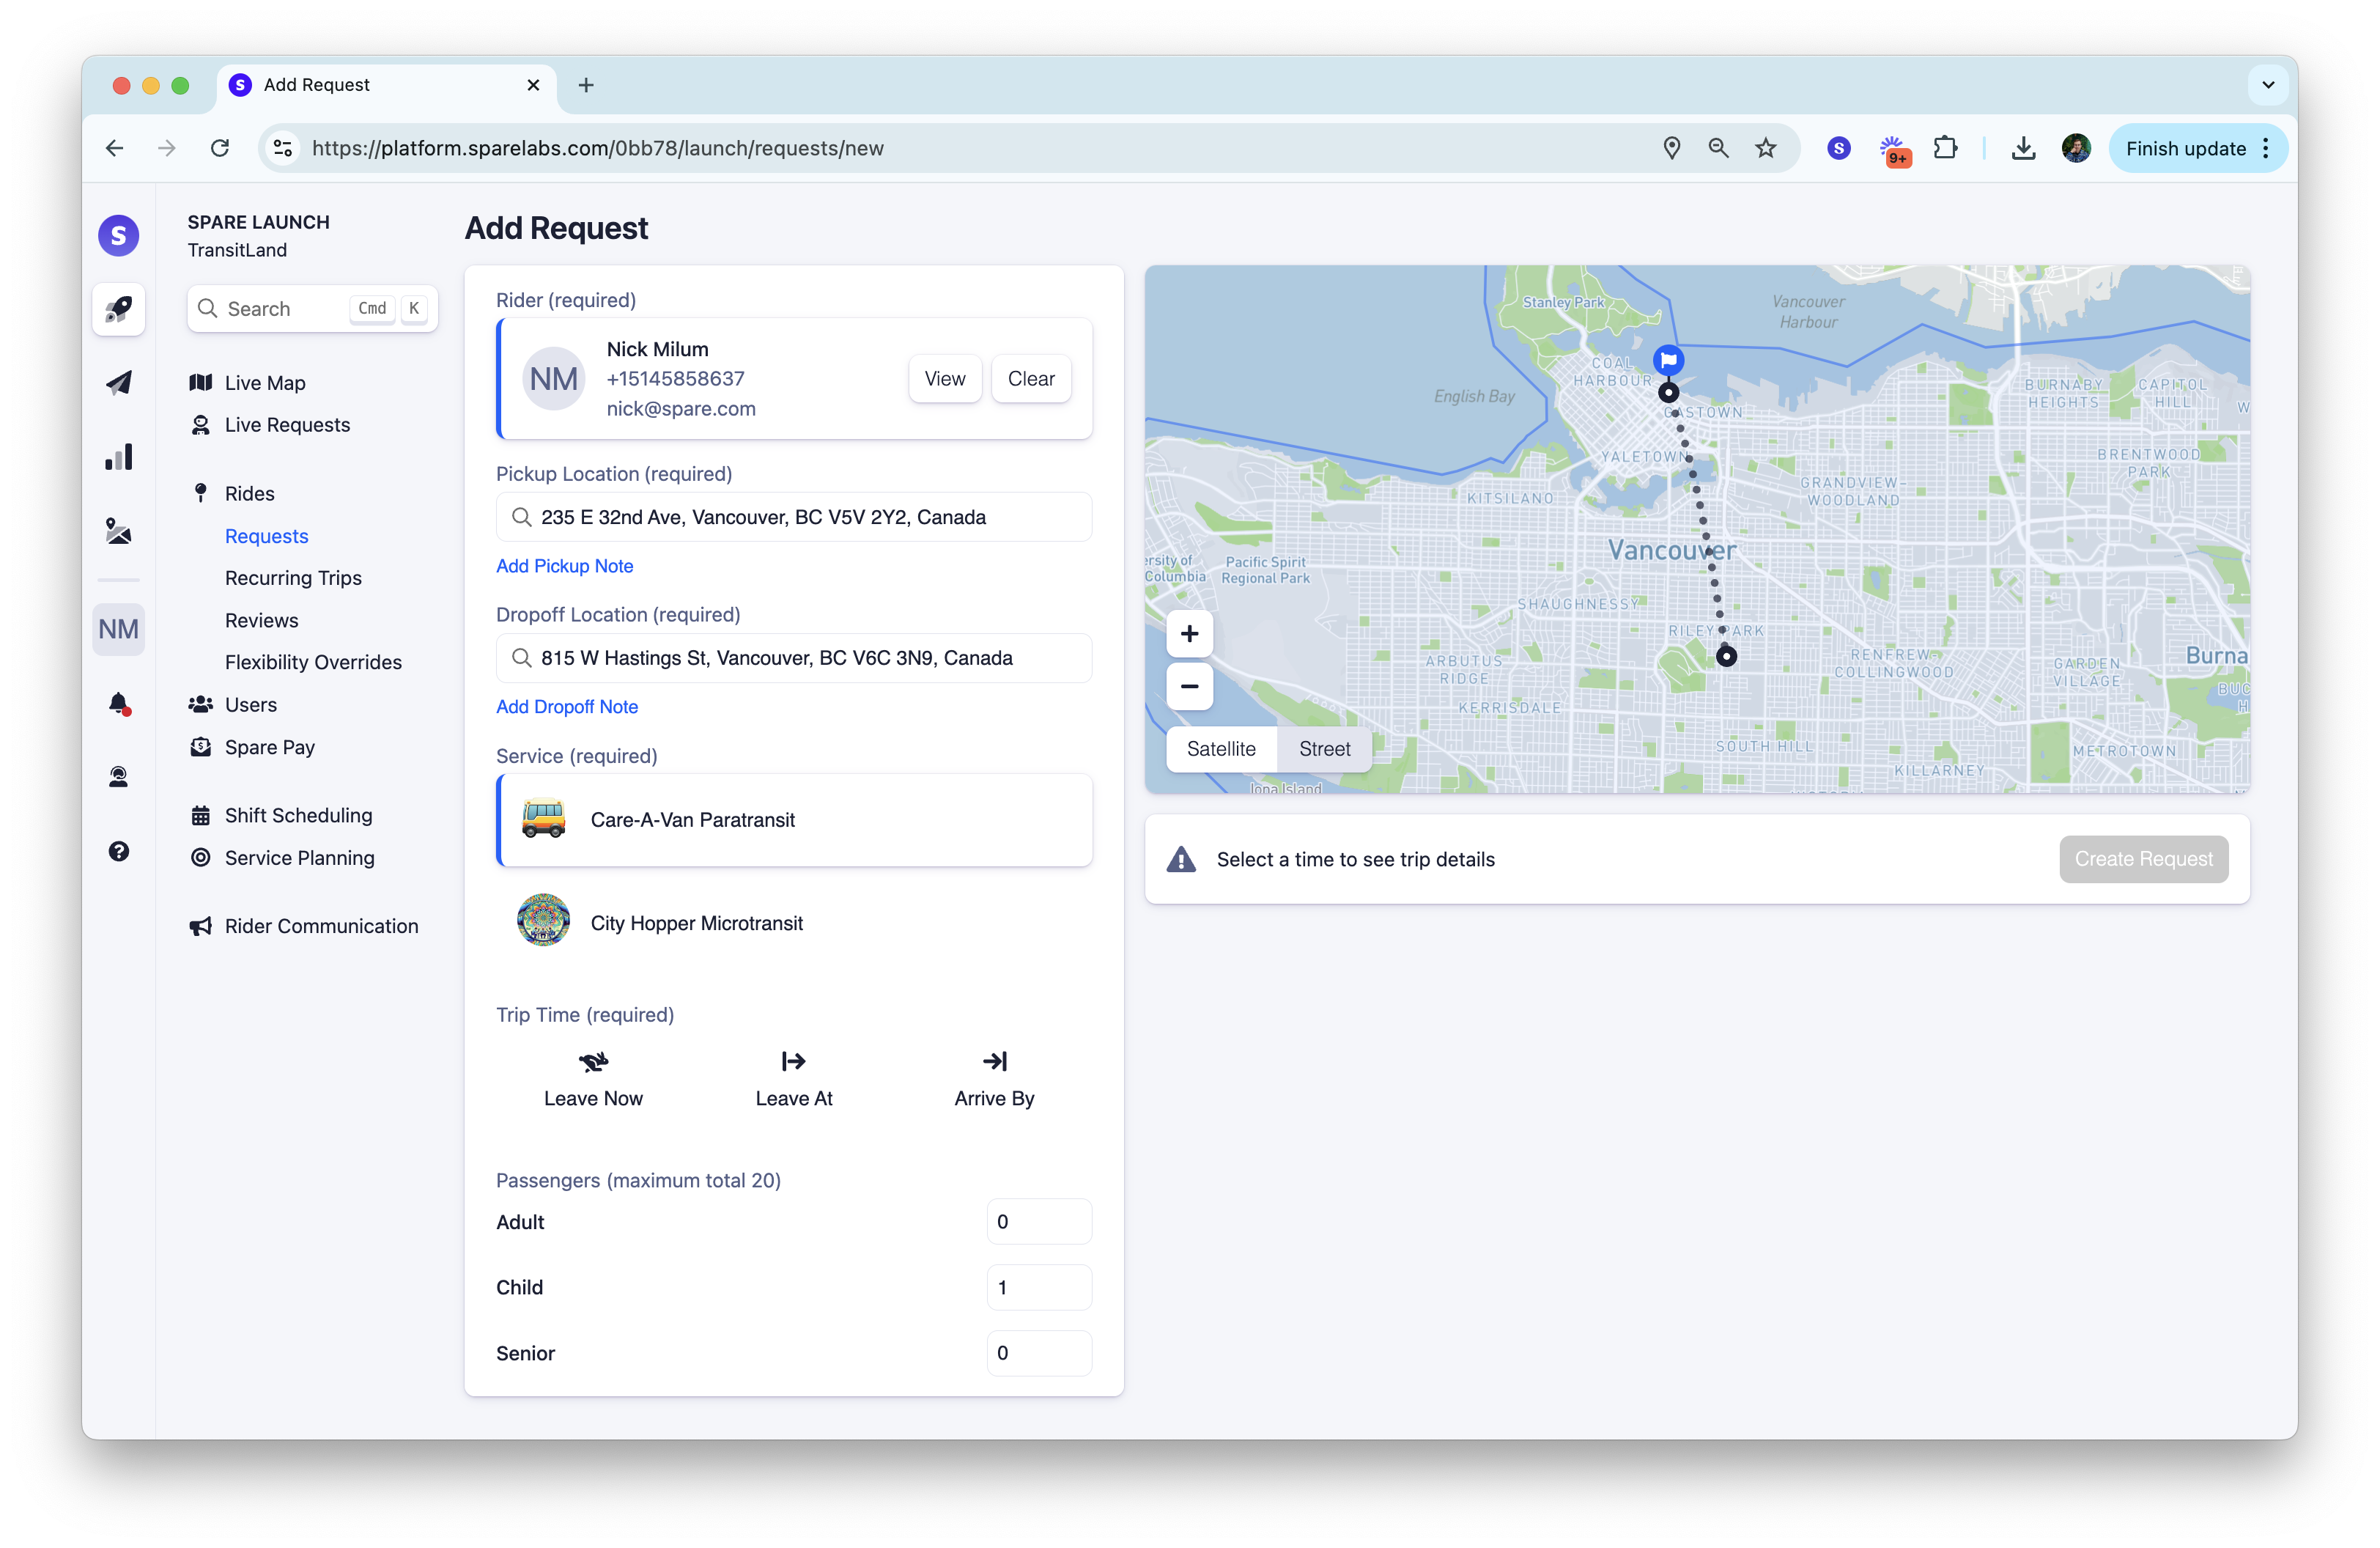 S Add Request
https://platform.sparelabs.com/0bb78/launch/requests/new
S
9+
Finish update
S
SPARE LAUNCH
TransitLand
Search Cmd K
Live Map
Live Requests
Rides
Requests
Recurring Trips
Reviews
Flexibility Overrides
Users
Spare Pay
Shift Scheduling
Service Planning
Rider Communication
NM
Add Request
Rider (required)
NM
Nick Milum
+15145858637
nick@spare.com
View Clear
Pickup Location (required)
235 E 32nd Ave, Vancouver, BC V5V 2Y2, Canada
Add Pickup Note
Dropoff Location (required)
815 W Hastings St, Vancouver, BC V6C 3N9, Canada
Add Dropoff Note
Service (required)
Care-A-Van Paratransit
City Hopper Microtransit
Trip Time (required)
Leave Now Leave At Arrive By
Passengers (maximum total 20)
Adult 0
Child 1
Senior 0
Stanley Park
Vancouver
Harbour
COAL
HARBOUR
English Bay
GASTOWN
BURNABY
HEIGHTS
CAPITOL
HILL
W
YALETOWN
BRENTWOOD
PARK
KITSILANO
GRANDVIEW-
WOODLAND
Vancouver
ersity of
Columbia
Pacific Spirit
Regional Park
SHAUGHNESSY
RILEY PARK
ARBUTUS
RIDGE
RENFREW-
COLLINGWOOD
GARDEN
VILLAGE
Burna
BUC
H
KERRISDALE
SOUTH HILL
METROTOWN
KILLARNEY
Iona Island
+
−
Satellite Street
Select a time to see trip details
Create Request